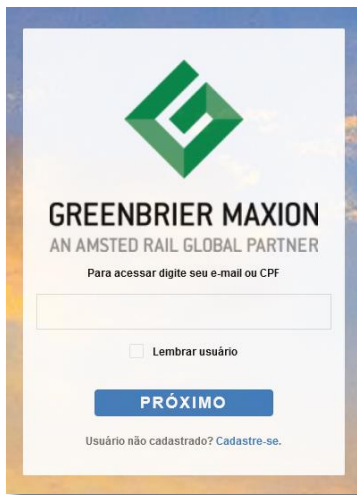 GREENBRIER MAXION
AN AMSTED RAIL GLOBAL PARTNER
Para acessar digite seu e-mail ou CPF
Lembrar usuário
PRÓXIMO
Usuário não cadastrado? Cadastre-se.